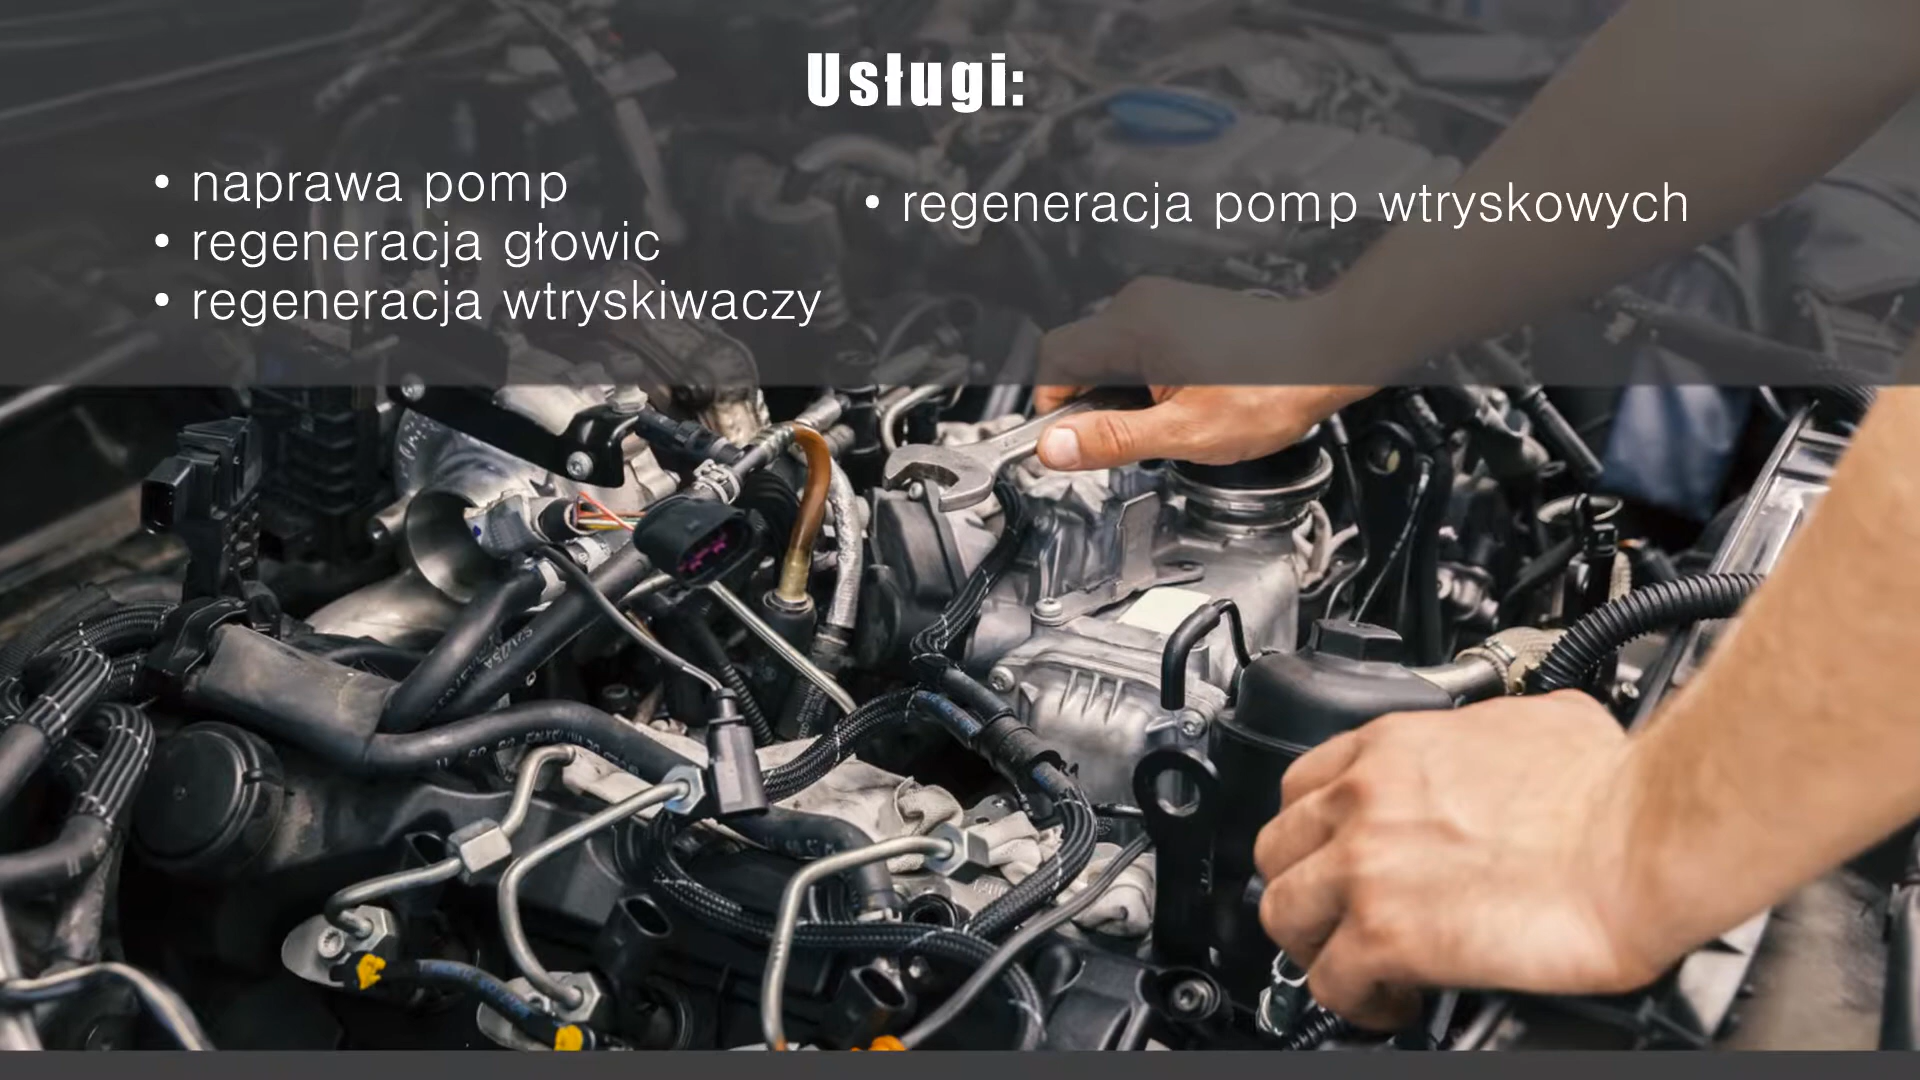 Usługi:
• naprawa pomp
• regeneracja głowic
• regeneracja wtryskiwaczy
• regeneracja pomp wtryskowych